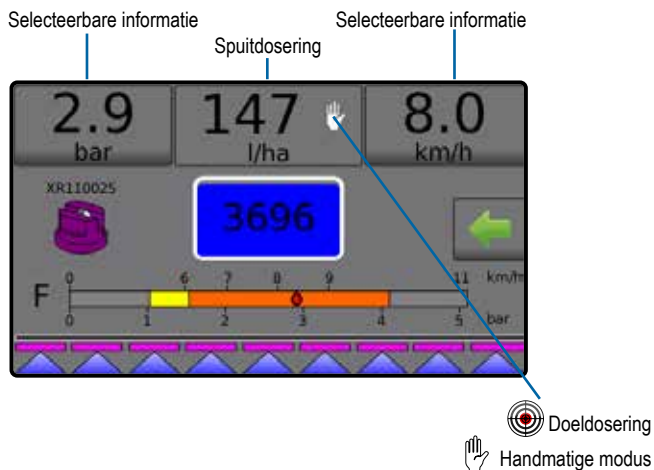 Selecteerbare informatie
Selecteerbare informatie
Spuitdosering
2.9 147 8.0
bar l/ha km/h
XR110025
3696
0 6 7 8 9 11 km/h
F
0 1 2 3 4 5 bar
Doeldosering
Handmatige modus